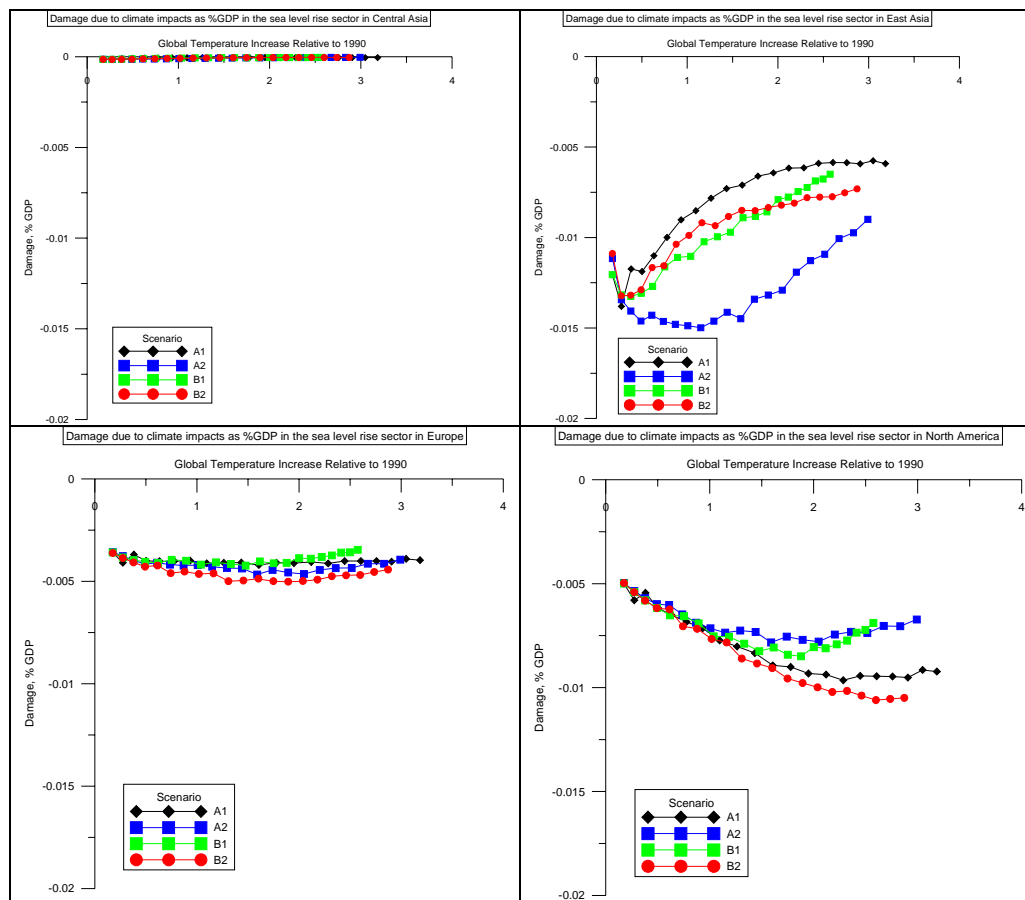 Damage due to climate impacts as %GDP in the sea level rise sector in Central Asia
Global Temperature Increase Relative to 1990
0
0 1 2 3 4
-0.005
-0.01
-0.015
-0.02
Damage, % GDP
Scenario
A1
A2
B1
B2
Damage due to climate impacts as %GDP in the sea level rise sector in East Asia
Global Temperature Increase Relative to 1990
0
0 1 2 3 4
-0.005
-0.01
-0.015
-0.02
Damage, % GDP
Scenario
A1
A2
B1
B2
Damage due to climate impacts as %GDP in the sea level rise sector in Europe
Global Temperature Increase Relative to 1990
0
0 1 2 3 4
-0.005
-0.01
-0.015
-0.02
Damage, % GDP
Scenario
A1
A2
B1
B2
Damage due to climate impacts as %GDP in the sea level rise sector in North America
Global Temperature Increase Relative to 1990
0
0 1 2 3 4
-0.005
-0.01
-0.015
-0.02
Damage, % GDP
Scenario
A1
A2
B1
B2